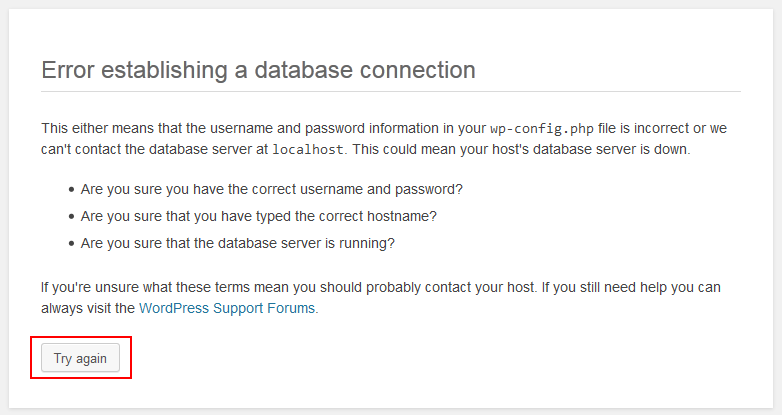 Error establishing a database connection
This either means that the username and password information in your wp-config.php file is incorrect or we
can't contact the database server at localhost. This could mean your host's database server is down.
• Are you sure you have the correct username and password?
• Are you sure that you have typed the correct hostname?
• Are you sure that the database server is running?
If you're unsure what these terms mean you should probably contact your host. If you still need help you can
always visit the WordPress Support Forums.
Try again